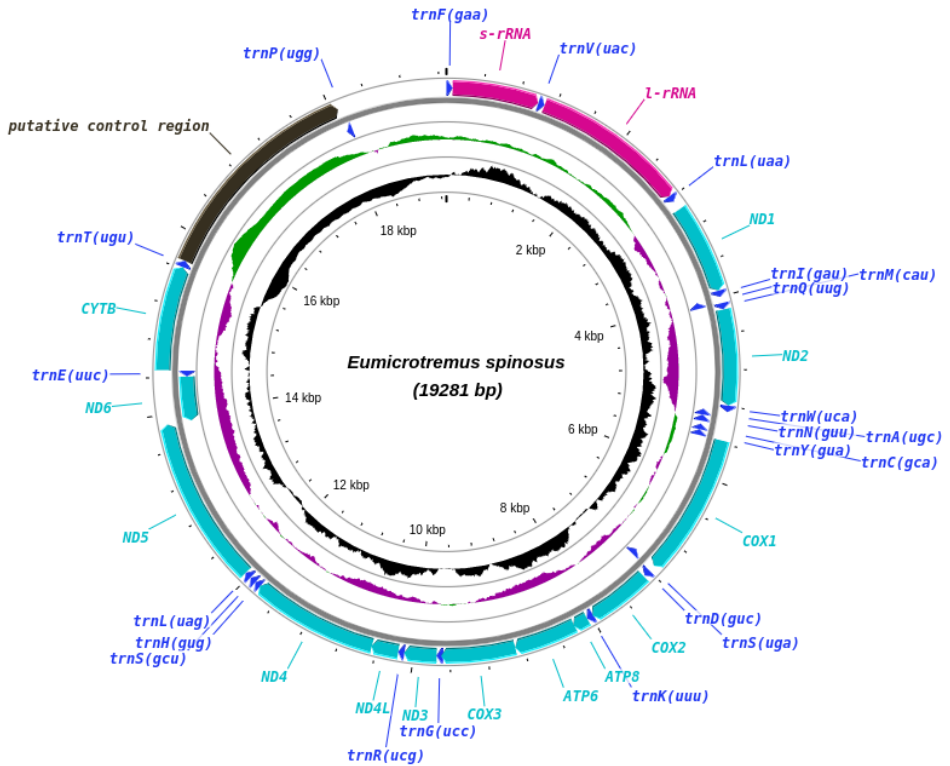 trnF(gaa)
s-rRNA
trnP(ugg)
trnV(uac)
l-rRNA
putative control region
trnL(uaa)
ND1
18 kbp
2 kbp
trnT(ugu)
trnI(gau)
trnM(cau)
trnQ(uug)
16 kbp
CYTB
4 kbp
Eumicrotremus spinosus
ND2
trnE(uuc)
(19281 bp)
14 kbp
ND6
trnW(uca)
6 kbp
trnN(guu)
trnA(ugc)
trnY(gua)
trnC(gca)
12 kbp
8 kbp
10 kbp
ND5
COX1
trnL(uag)
trnD(guc)
trnH(gug)
trnS(uga)
COX2
trnS(gcu)
ND4
ATP8
ATP6
trnK(uuu)
ND4L
ND3
COX3
trnG(ucc)
trnR(ucg)